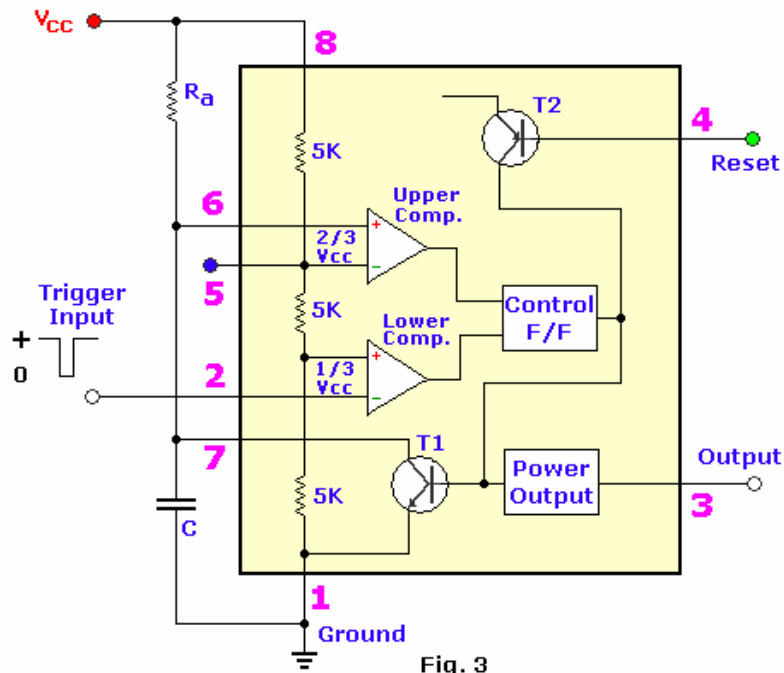 Vcc
8
Ra
T2
4
5K
Reset
Upper
Comp.
6
+
2/3
Vcc
-
5
Trigger
Input
5K
Control
F/F
Lower
Comp.
+
0
2
+
1/3
Vcc
-
T1
7
Power
Output
Output
3
5K
C
1
Ground
Fig. 3